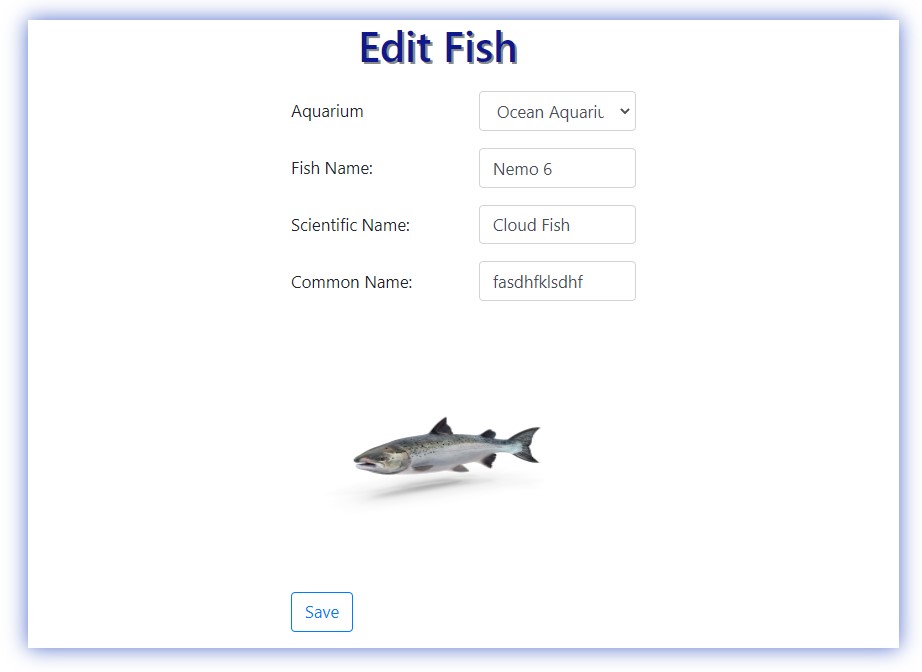 Edit Fish
Aquarium Ocean Aquariu
Fish Name: Nemo 6
Scientific Name: Cloud Fish
Common Name: fasdhfklsdhf
Save